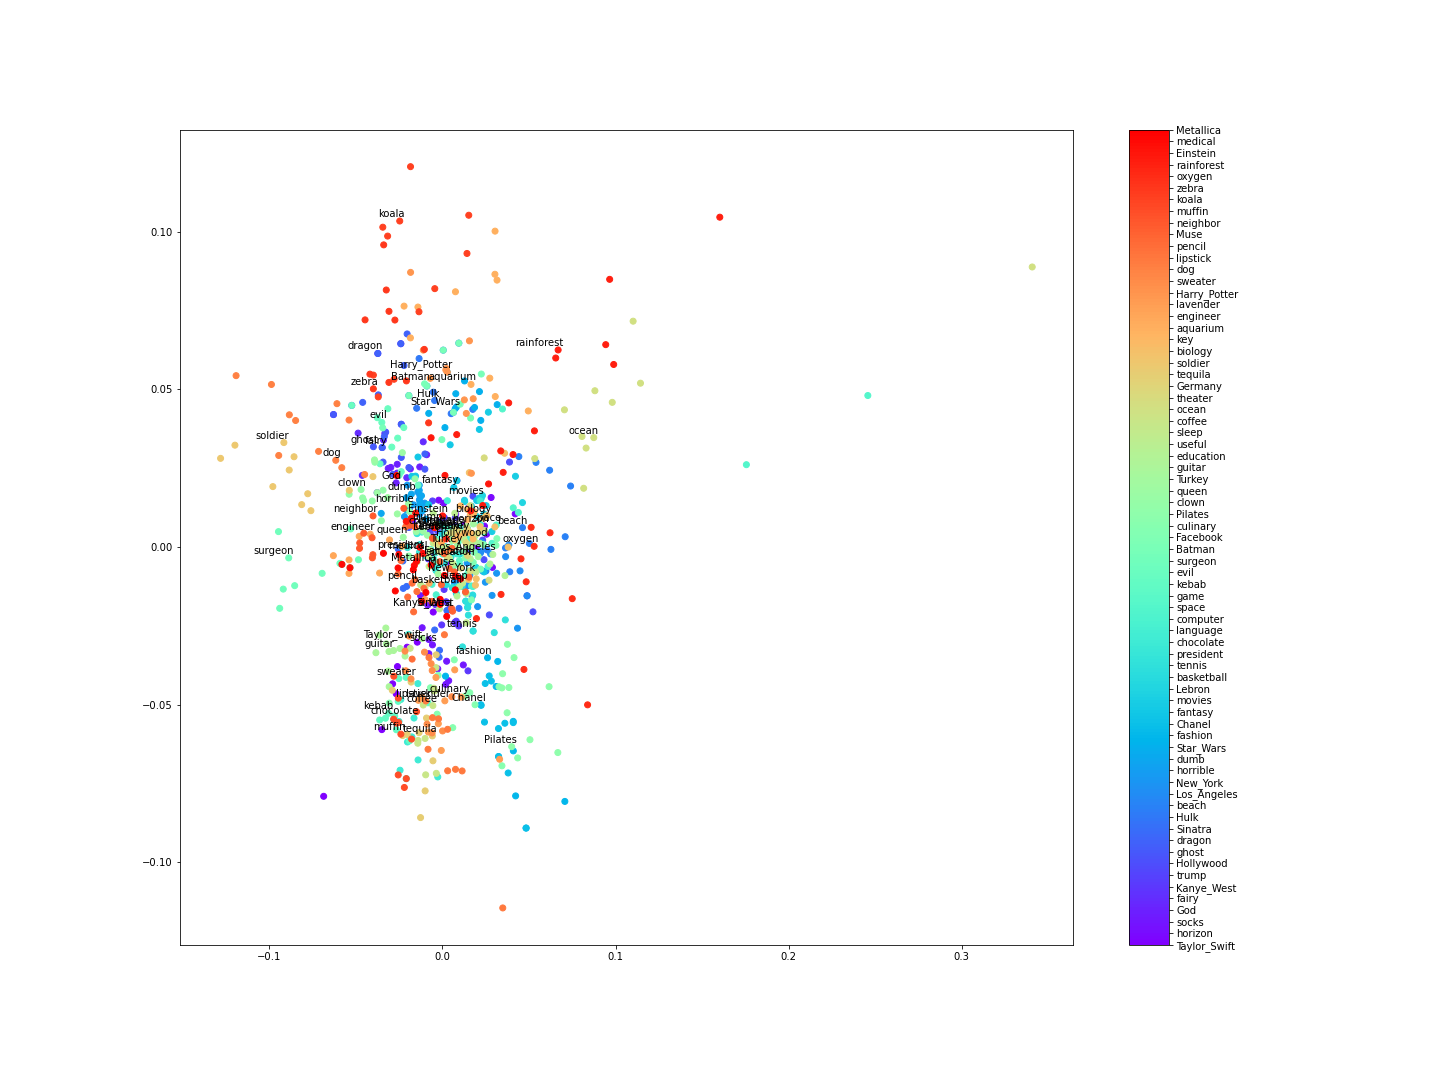 0.10
0.05
0.00
−0.05
−0.10
−0.1
0.0
0.1
0.2
0.3
koala
rainforest
dragon
Harry_Potter
Batman
aquarium
zebra
Hulk
Star_Wars
evil
ocean
soldier
ghost
fairy
dog
God
fantasy
clown
dumb
movies
horrible
neighbor
Einstein
biology
space
beach
engineer
queen
Hollywood
Turkey
oxygen
president
Los_Angeles
surgeon
Metallica
Muse
New_York
pencil
sleep
basketball
Kanye_West
tennis
Taylor_Swift
socks
guitar
fashion
sweater
culinary
lipstick
coffee
Chanel
kebab
chocolate
muffin
tequila
Pilates
Metallica
medical
Einstein
rainforest
oxygen
zebra
koala
muffin
neighbor
Muse
pencil
lipstick
dog
sweater
Harry_Potter
lavender
engineer
aquarium
key
biology
soldier
tequila
Germany
theater
ocean
coffee
sleep
useful
education
guitar
Turkey
queen
clown
Pilates
culinary
Facebook
Batman
surgeon
evil
kebab
game
space
computer
language
chocolate
president
tennis
basketball
Lebron
movies
fantasy
Chanel
fashion
Star_Wars
dumb
horrible
New_York
Los_Angeles
beach
Hulk
Sinatra
dragon
ghost
Hollywood
trump
Kanye_West
fairy
God
socks
horizon
Taylor_Swift